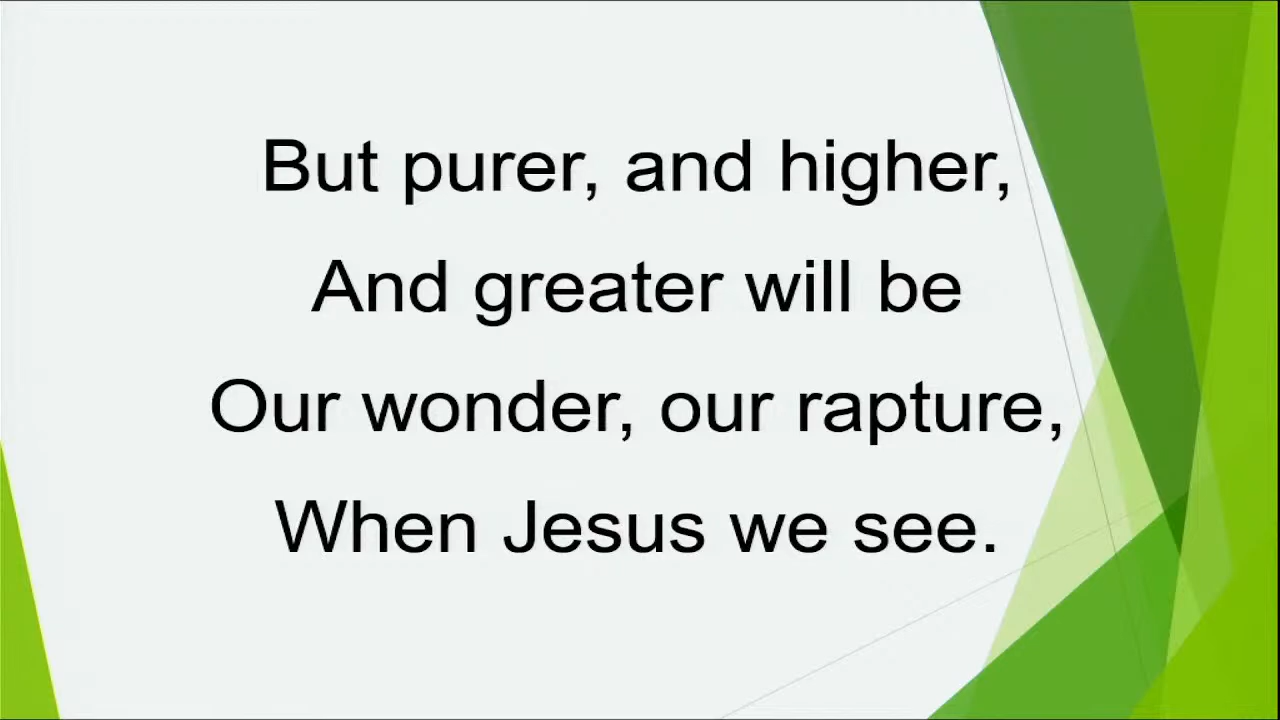 But purer, and higher,
And greater will be
Our wonder, our rapture,
When Jesus we see.